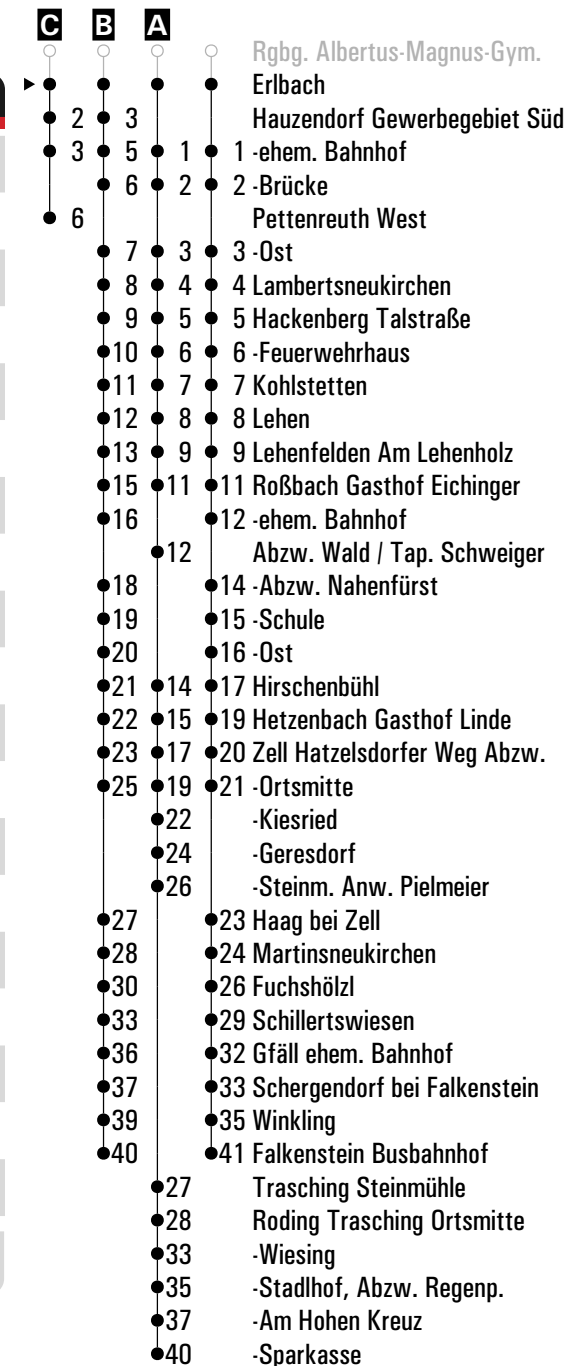 C B A
Rgbg. Albertus-Magnus-Gym.
Erlbach
2 3 Hauzendorf Gewerbegebiet Süd
3 5 1 1 -ehem. Bahnhof
6 2 2 -Brücke
6 Pettenreuth West
7 3 3 -Ost
8 4 4 Lambertsneukirchen
9 5 5 Hackenberg Talstraße
10 6 6 -Feuerwehrhaus
11 7 7 Kohlstetten
12 8 8 Lehen
13 9 9 Lehenfelden Am Lehenholz
15 11 11 Roßbach Gasthof Eichinger
16 12 -ehem. Bahnhof
12 Abzw. Wald / Tap. Schweiger
18 14 -Abzw. Nahenfürst
19 15 -Schule
20 16 -Ost
21 14 17 Hirschenbühl
22 15 19 Hetzenbach Gasthof Linde
23 17 20 Zell Hatzelsdorfer Weg Abzw.
25 19 21 -Ortsmitte
22 -Kiesried
24 -Geresdorf
26 -Steinm. Anw. Pielmeier
27 23 Haag bei Zell
28 24 Martinsneukirchen
30 26 Fuchshölzl
33 29 Schillertswiesen
36 32 Gfäll ehem. Bahnhof
37 33 Schergendorf bei Falkenstein
39 35 Winkling
40 41 Falkenstein Busbahnhof
27 Trasching Steinmühle
28 Roding Trasching Ortsmitte
33 -Wiesing
35 -Stadlhof, Abzw. Regenp.
37 -Am Hohen Kreuz
40 -Sparkasse